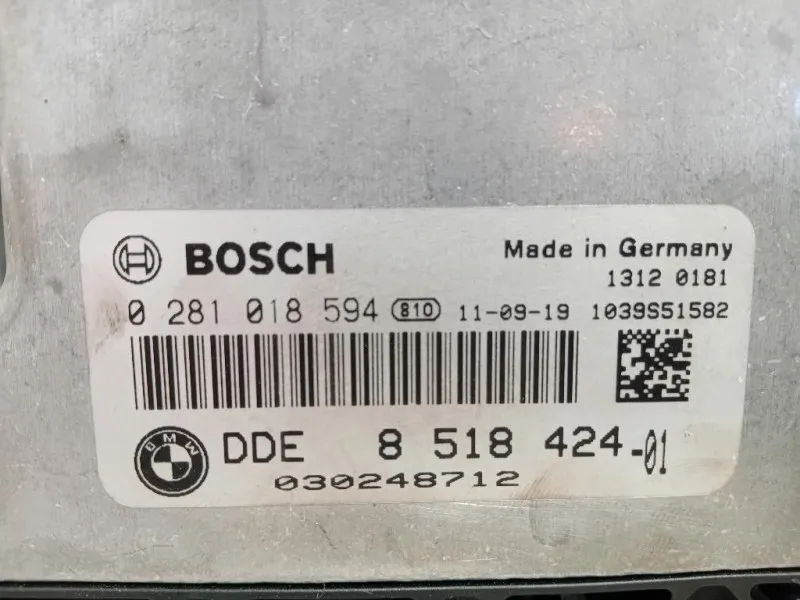 BOSCH Made in Germany
1312 0181
0 281 018 594 810 11-09-19 1039S51582
BMW DDE 8 518 424-01
030248712